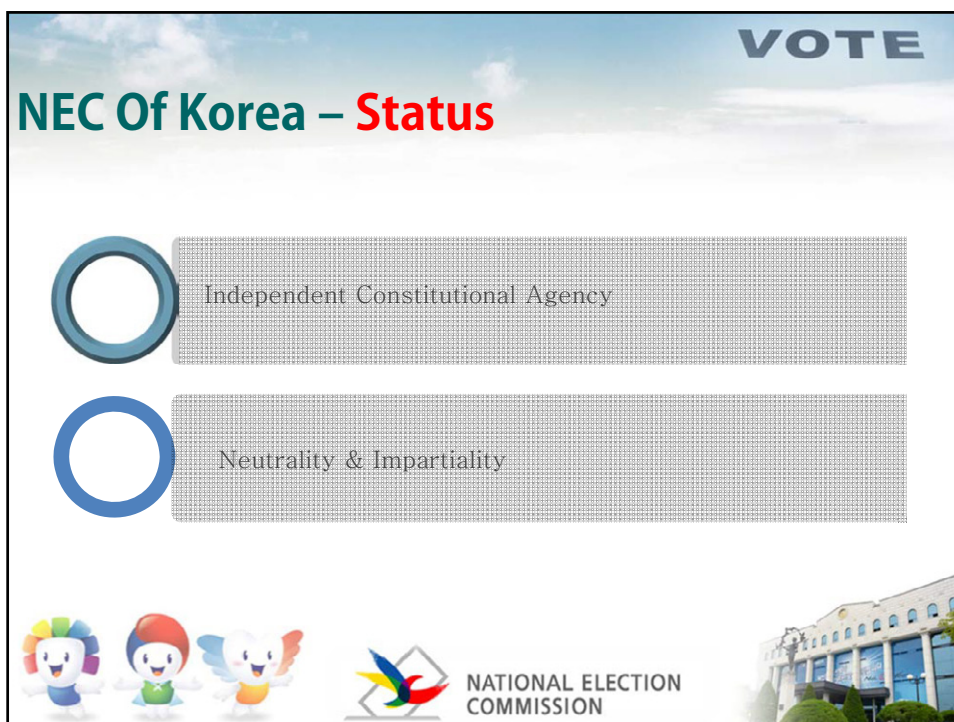 VOTE
NEC Of Korea – Status
Independent Constitutional Agency
Neutrality & Impartiality
NATIONAL ELECTION
COMMISSION